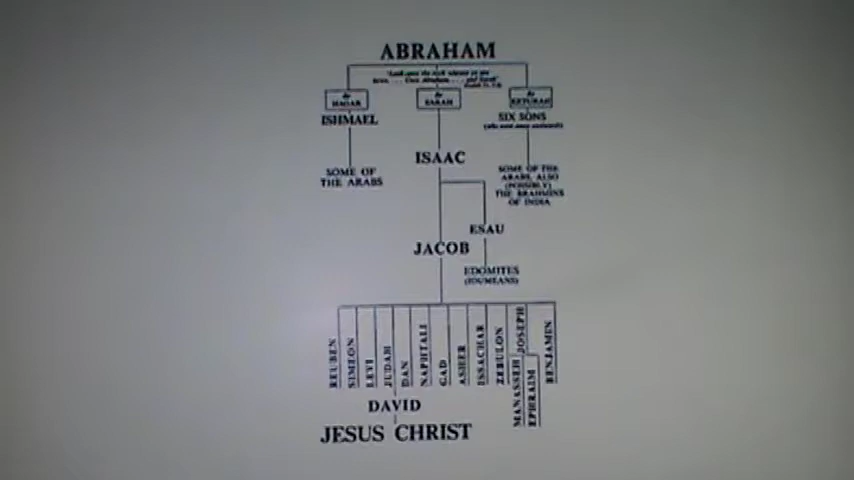 ABRAHAM
by
HAGAR
by
SARAH
by
KETURAH
ISHMAEL
SIX SONS
ISAAC
SOME OF
THE ARABS
SOME OF THE
ARABS, ALSO
(POSSIBLY)
THE BRAHMINS
OF INDIA
ESAU
JACOB
EDOMITES
(IDUMEANS)
REUBEN
SIMEON
LEVI
JUDAH
DAN
NAPHTALI
GAD
ASHER
ISSACHAR
ZEBULON
JOSEPH
BENJAMIN
MANASSEH
EPHRAIM
DAVID
JESUS CHRIST